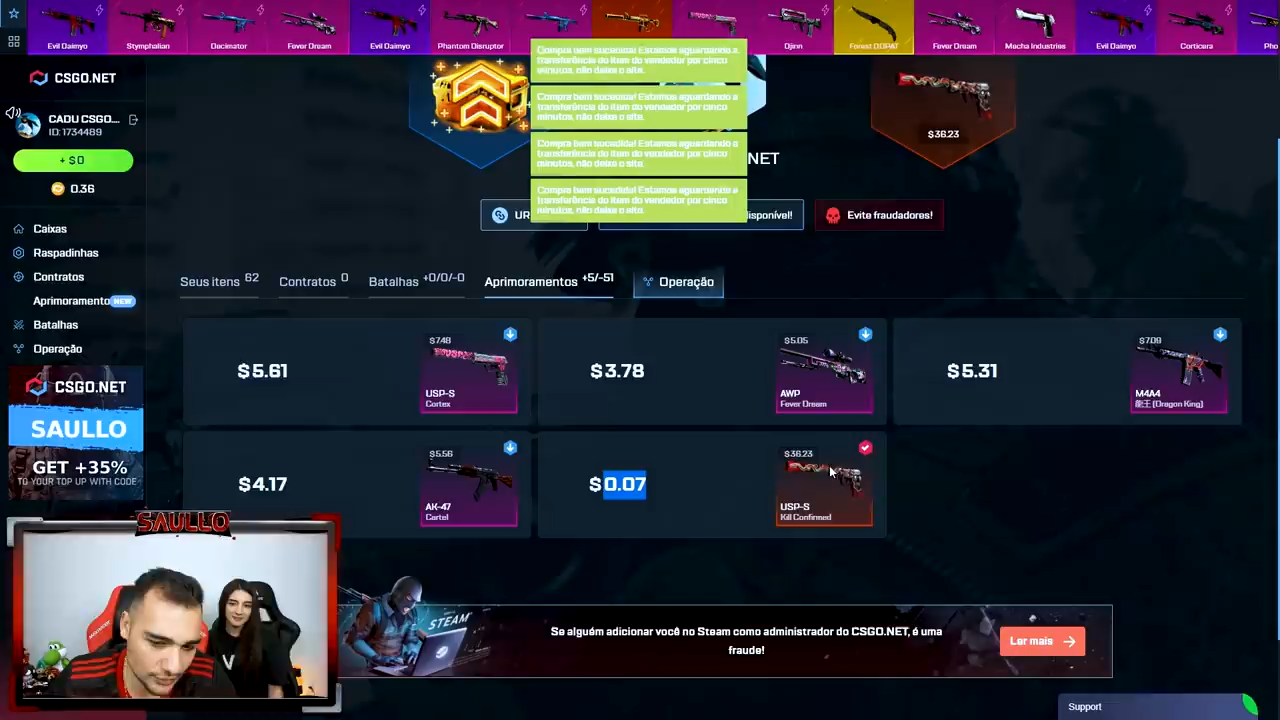 Evil Daimyo
Stymphalian
Decimator
Fever Dream
Evil Daimyo
Phantom Disruptor
Djinn
Forest DDPAT
Fever Dream
Mecha Industries
Evil Daimyo
Corticera
CSGO.NET
CADU CSGO...
ID: 1734489
+ $0
0.36
Caixas
Raspadinhas
Contratos
Aprimoramento NEW
Batalhas
Operação
Compra bem sucedida! Estamos aguardando a
transferência do item do vendedor por cinco
minutos, não deixe o site.
Compra bem sucedida! Estamos aguardando a
transferência do item do vendedor por cinco
minutos, não deixe o site.
Compra bem sucedida! Estamos aguardando a
transferência do item do vendedor por cinco
minutos, não deixe o site.
Compra bem sucedida! Estamos aguardando a
transferência do item do vendedor por cinco
minutos, não deixe o site.
$36.23
NET
UR
isponível!
Evite fraudadores!
Seus itens 62
Contratos 0
Batalhas +0/0/-0
Aprimoramentos +5/-51
Operação
$5.61
$7.48
USP-S
Cortex
$3.78
$5.05
AWP
Fever Dream
$5.31
$7.09
M4A4
龍王 (Dragon King)
$4.17
$5.56
AK-47
Cartel
$0.07
$36.23
USP-S
Kill Confirmed
CSGO.NET
SAULLO
GET +35%
TO YOUR TOP UP WITH CODE
SAULLO
STEAM
Se alguém adicionar você no Steam como administrador do CSGO.NET, é uma
fraude!
Ler mais
Support